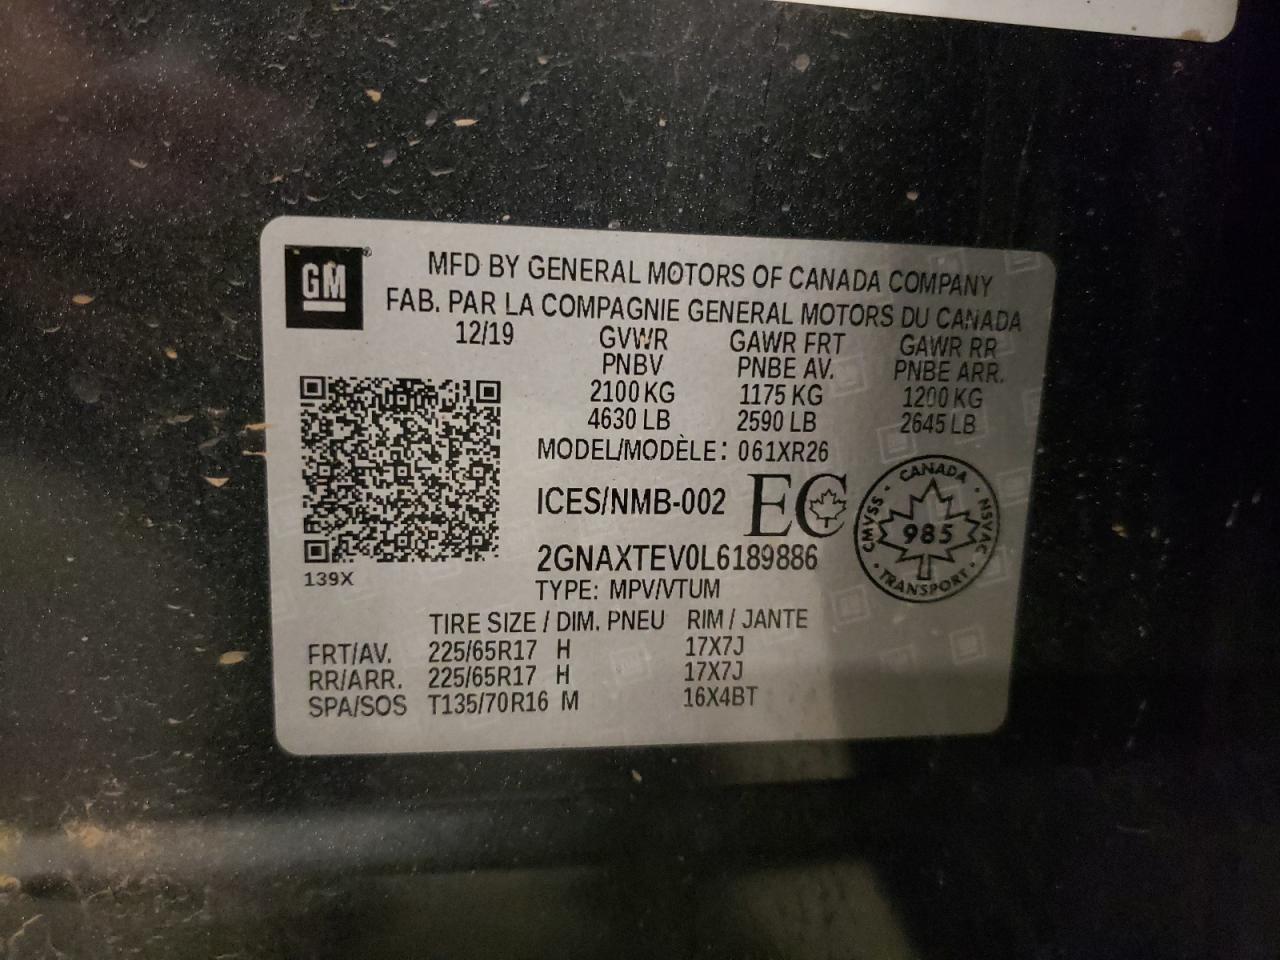 GM
MFD BY GENERAL MOTORS OF CANADA COMPANY
FAB. PAR LA COMPAGNIE GENERAL MOTORS DU CANADA
12/19 GVWR GAWR FRT GAWR RR
PNBV PNBE AV. PNBE ARR.
2100 KG 1175 KG 1200 KG
4630 LB 2590 LB 2645 LB
MODEL/MODÈLE: 061XR26
ICES/NMB-002 EC
CANADA
CMVSS 985 NSVAC
TRANSPORT
2GNAXTEV0L6189886
139X
TYPE: MPV/VTUM
TIRE SIZE / DIM. PNEU RIM / JANTE
FRT/AV. 225/65R17 H 17X7J
RR/ARR. 225/65R17 H 17X7J
SPA/SOS T135/70R16 M 16X4BT